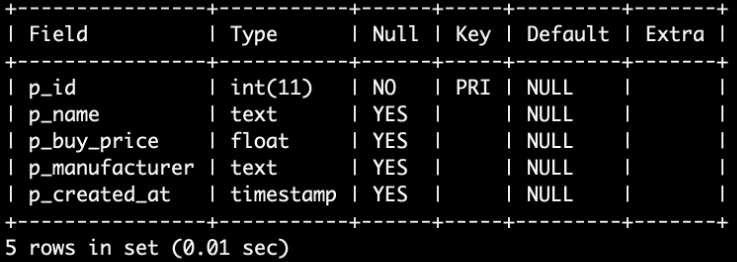 +----------------+-----------+------+-----+---------+-------+
| Field          | Type      | Null | Key | Default | Extra |
+----------------+-----------+------+-----+---------+-------+
| p_id           | int(11)   | NO   | PRI | NULL    |       |
| p_name         | text      | YES  |     | NULL    |       |
| p_buy_price    | float     | YES  |     | NULL    |       |
| p_manufacturer | text      | YES  |     | NULL    |       |
| p_created_at   | timestamp | YES  |     | NULL    |       |
+----------------+-----------+------+-----+---------+-------+
5 rows in set (0.01 sec)